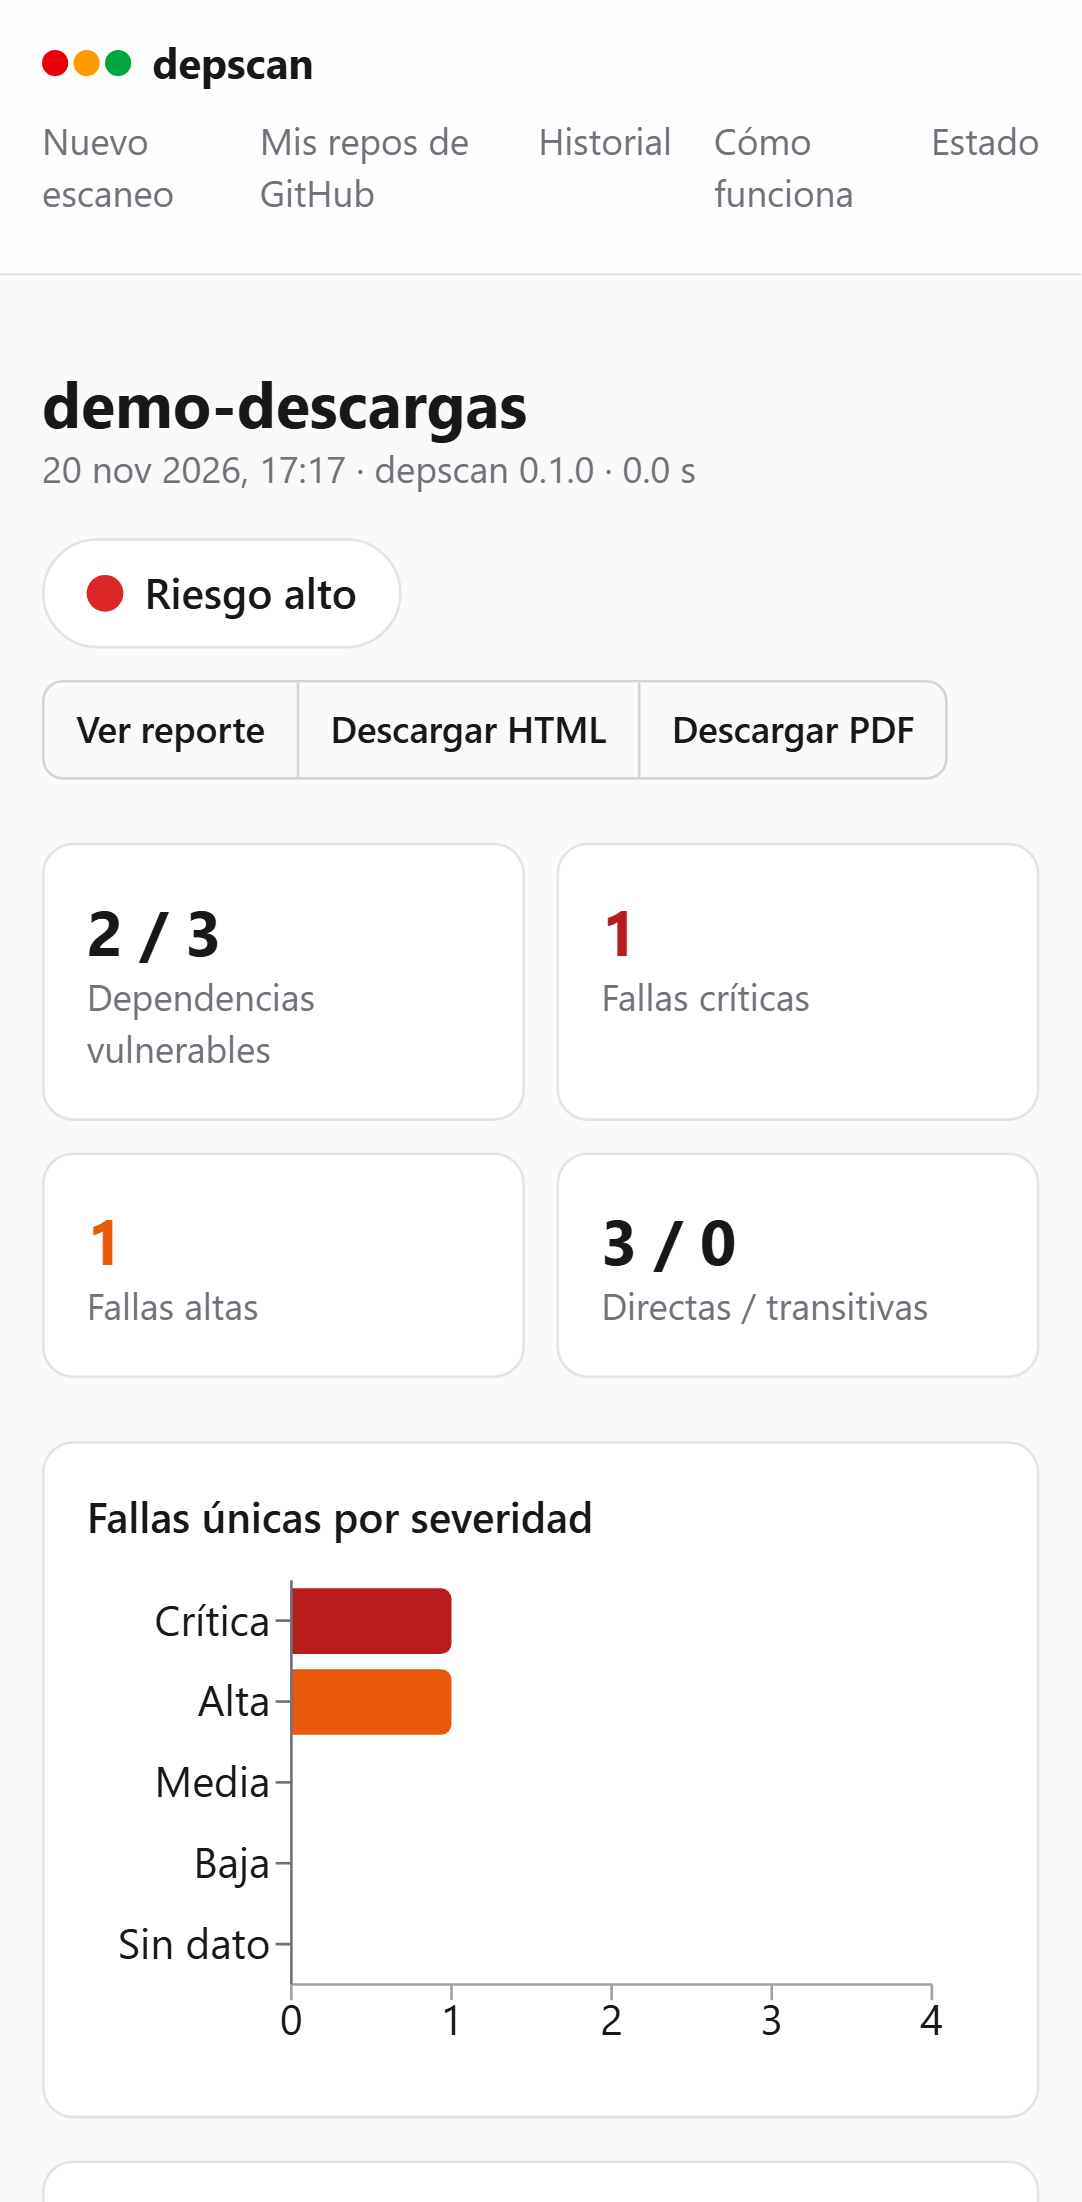 depscan
Nuevo escaneo
Mis repos de GitHub
Historial
Cómo funciona
Estado
demo-descargas
20 nov 2026, 17:17 · depscan 0.1.0 · 0.0 s
Riesgo alto
Ver reporte
Descargar HTML
Descargar PDF
2 / 3
Dependencias
vulnerables
1
Fallas críticas
1
Fallas altas
3 / 0
Directas / transitivas
Fallas únicas por severidad
Crítica
Alta
Media
Baja
Sin dato
0 1 2 3 4